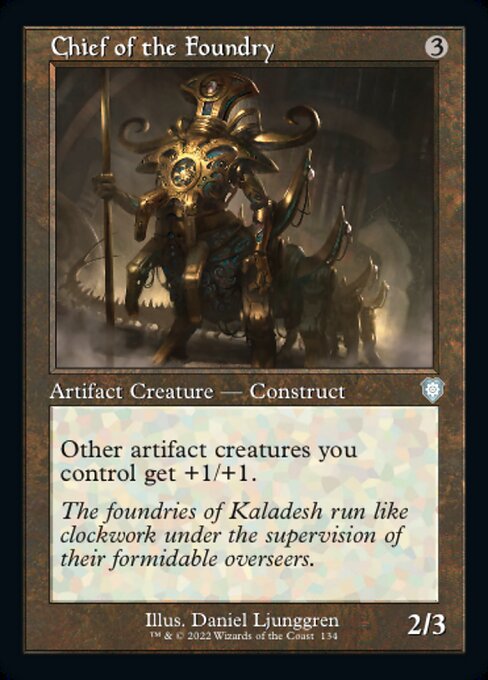 Chief of the Foundry 3
Artifact Creature — Construct
Other artifact creatures you
control get +1/+1.
The foundries of Kaladesh run like
clockwork under the supervision of
their formidable overseers.
Illus. Daniel Ljunggren
™ & © 2022 Wizards of the Coast 134
2/3